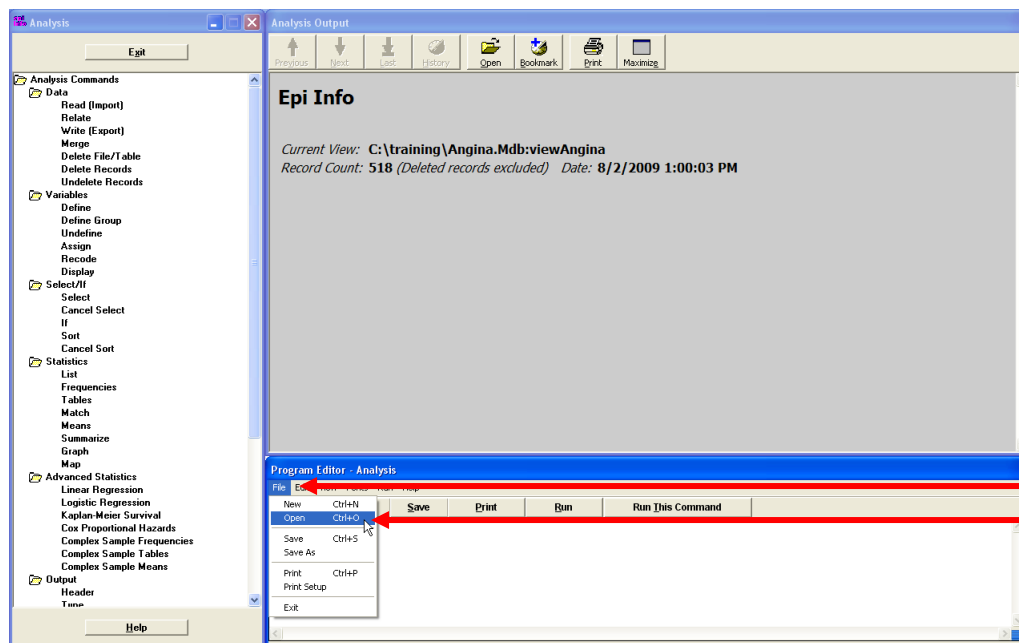 Analysis
Exit
Analysis Commands
Data
Read (Import)
Relate
Write (Export)
Merge
Delete File/Table
Delete Records
Undelete Records
Variables
Define
Define Group
Undefine
Assign
Recode
Display
Select/If
Select
Cancel Select
If
Sort
Cancel Sort
Statistics
List
Frequencies
Tables
Match
Means
Summarize
Graph
Map
Advanced Statistics
Linear Regression
Logistic Regression
Kaplan-Meier Survival
Cox Proportional Hazards
Complex Sample Frequencies
Complex Sample Tables
Complex Sample Means
Output
Header
Help
Analysis Output
Previous Next Last History Open Bookmark Print Maximize
Epi Info
Current View: C:\training\Angina.Mdb:viewAngina
Record Count: 518 (Deleted records excluded) Date: 8/2/2009 1:00:03 PM
Program Editor - Analysis
File
Save Print Run Run This Command
New Ctrl+N
Open Ctrl+O
Save Ctrl+S
Save As
Print Ctrl+P
Print Setup
Exit